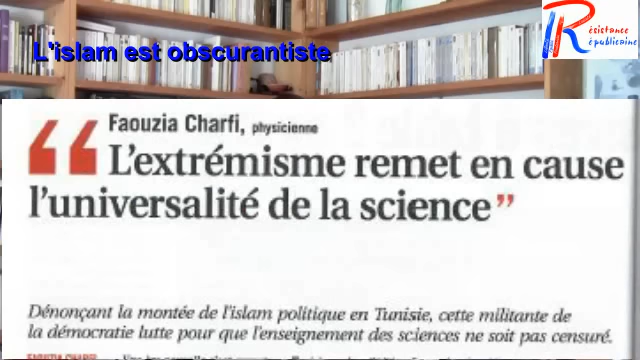 L'islam est obscurantiste
Résistance
Républicaine
Faouzia Charfi, physicienne
“L'extrémisme remet en cause
l'universalité de la science”
Dénonçant la montée de l'islam politique en Tunisie, cette militante de
la démocratie lutte pour que l'enseignement des sciences ne soit pas censuré.
FAOUZIA CHARFI